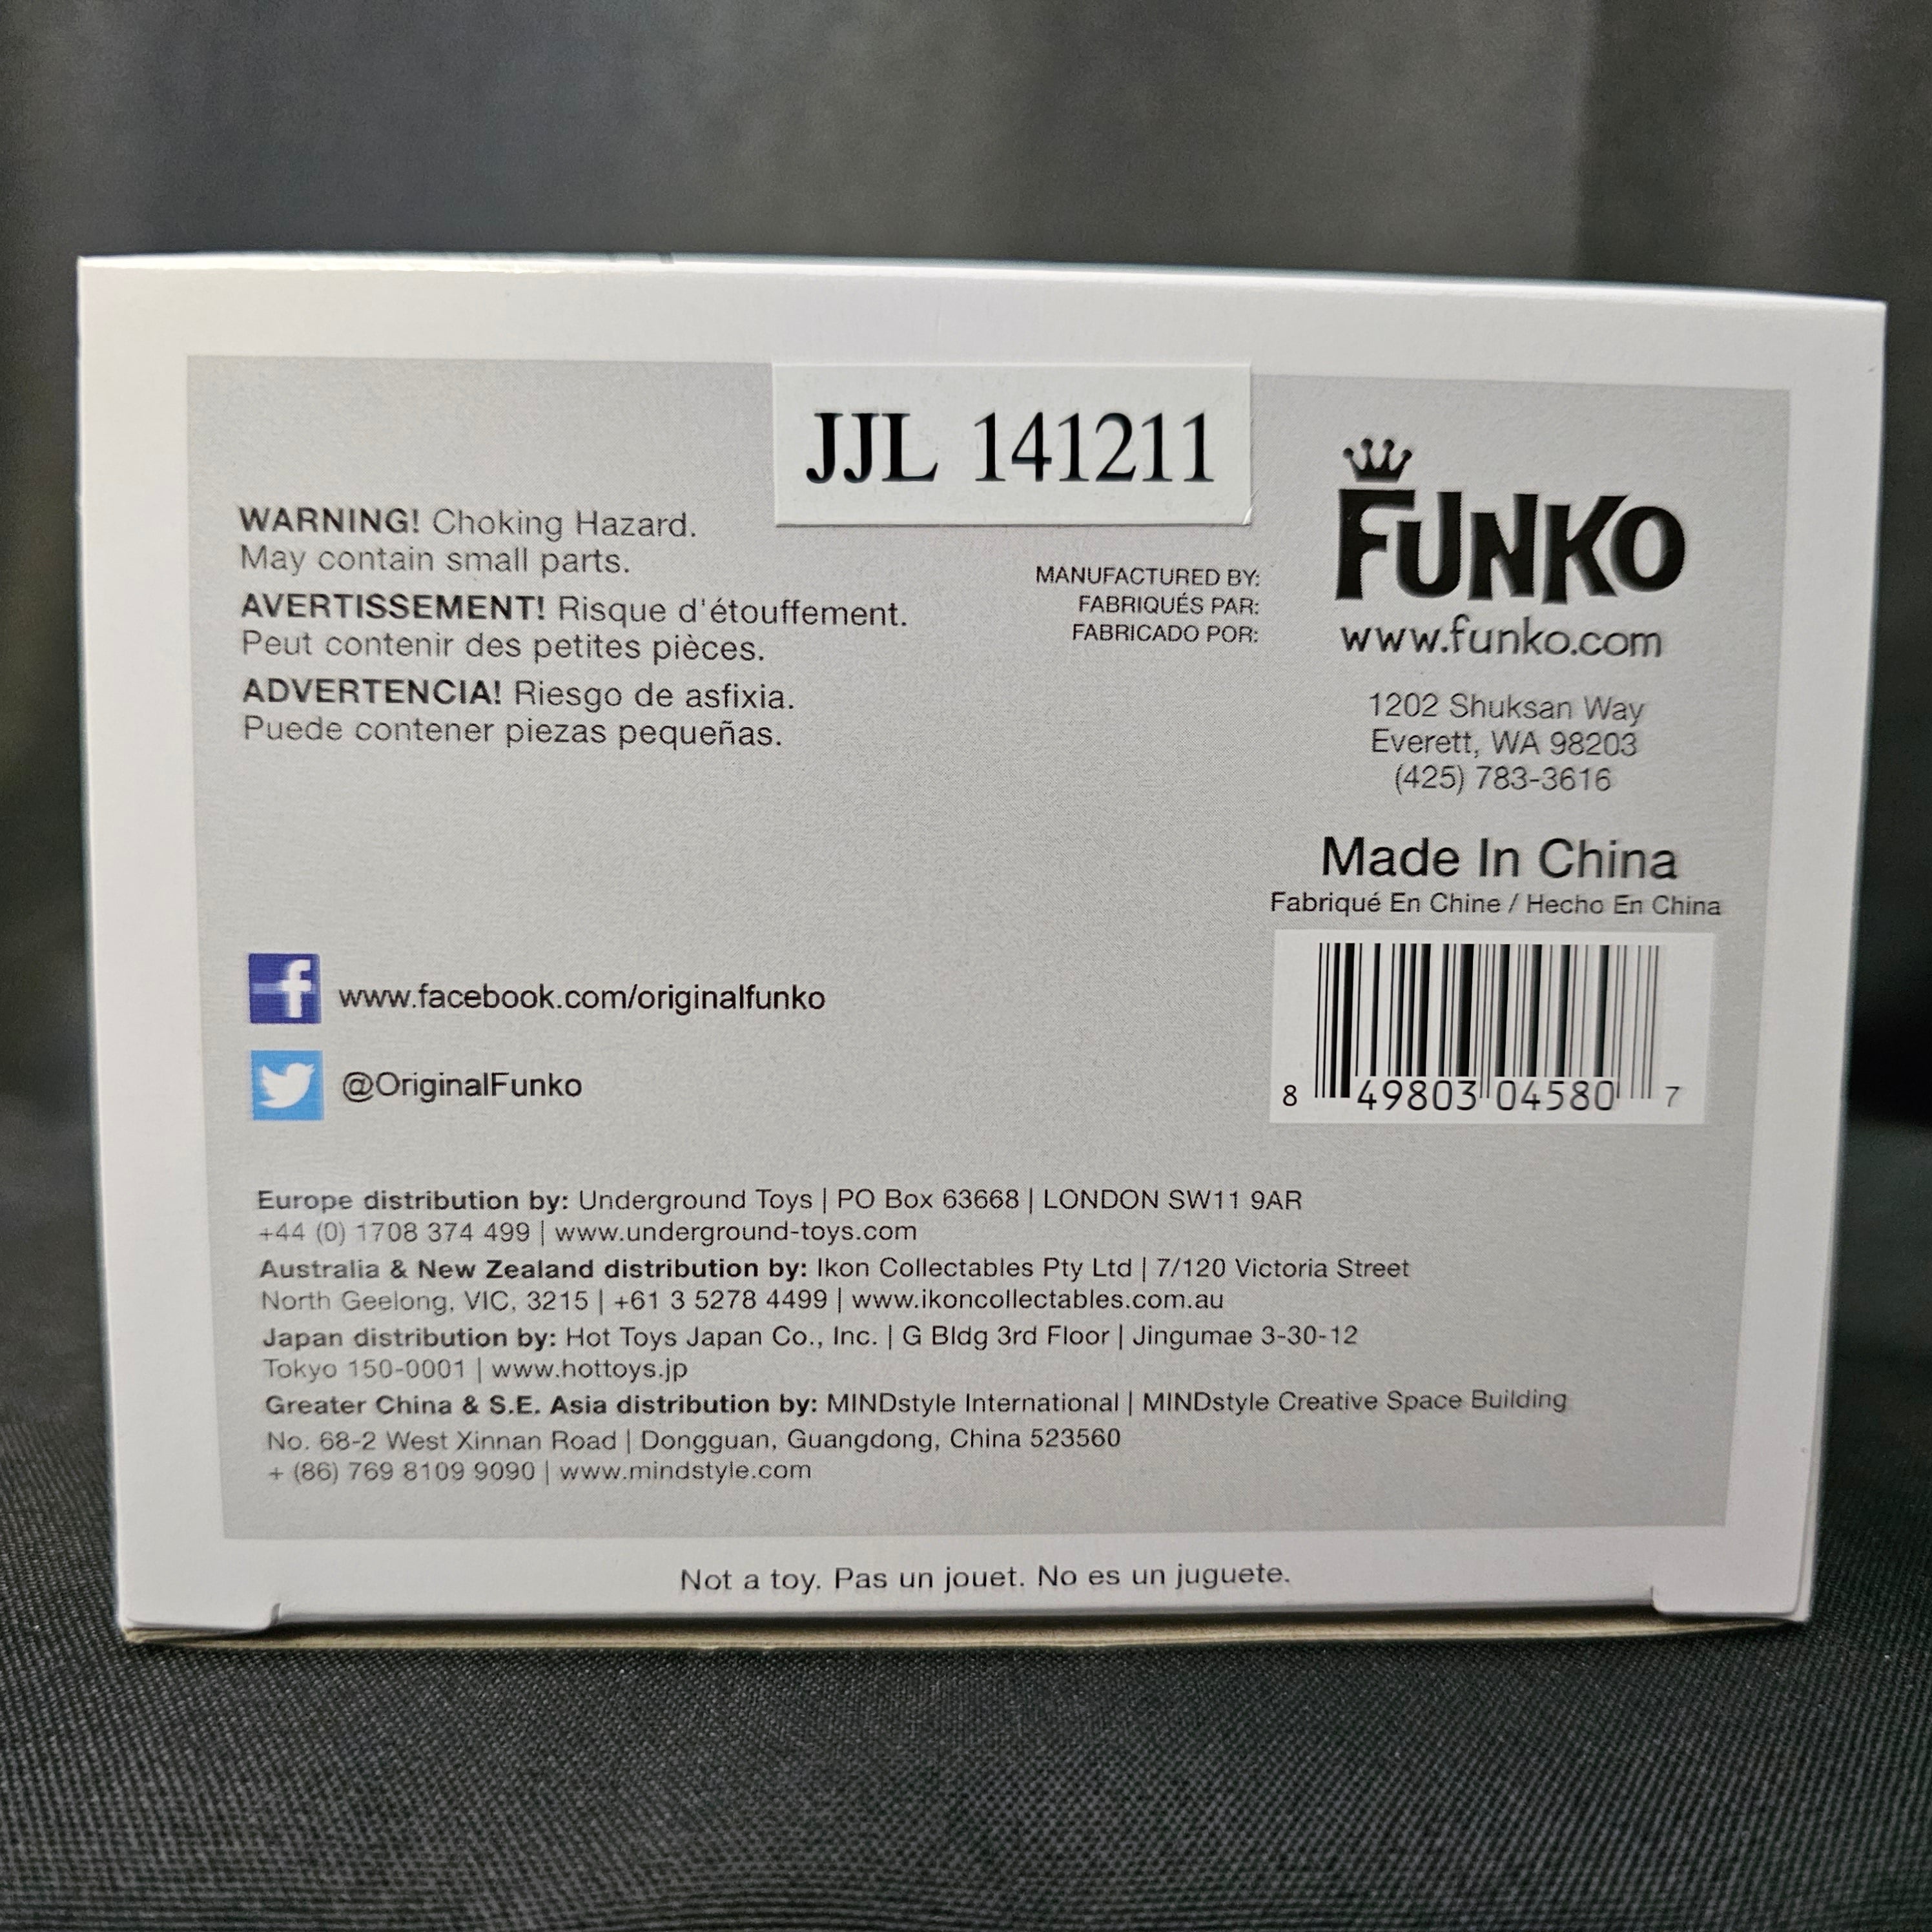 JJL 141211
WARNING! Choking Hazard.
May contain small parts.
AVERTISSEMENT! Risque d'étouffement.
Peut contenir des petites pièces.
ADVERTENCIA! Riesgo de asfixia.
Puede contener piezas pequeñas.
MANUFACTURED BY:
FABRIQUÉS PAR:
FABRICADO POR:
FUNKO
www.funko.com
1202 Shuksan Way
Everett, WA 98203
(425) 783-3616
Made In China
Fabriqué En Chine / Hecho En China
8 49803 04580 7
f
www.facebook.com/originalfunko
@OriginalFunko
Europe distribution by: Underground Toys | PO Box 63668 | LONDON SW11 9AR
+44 (0) 1708 374 499 | www.underground-toys.com
Australia & New Zealand distribution by: Ikon Collectables Pty Ltd | 7/120 Victoria Street
North Geelong, VIC, 3215 | +61 3 5278 4499 | www.ikoncollectables.com.au
Japan distribution by: Hot Toys Japan Co., Inc. | G Bldg 3rd Floor | Jingumae 3-30-12
Tokyo 150-0001 | www.hottoys.jp
Greater China & S.E. Asia distribution by: MINDstyle International | MINDstyle Creative Space Building
No. 68-2 West Xinnan Road | Dongguan, Guangdong, China 523560
+ (86) 769 8109 9090 | www.mindstyle.com
Not a toy. Pas un jouet. No es un juguete.